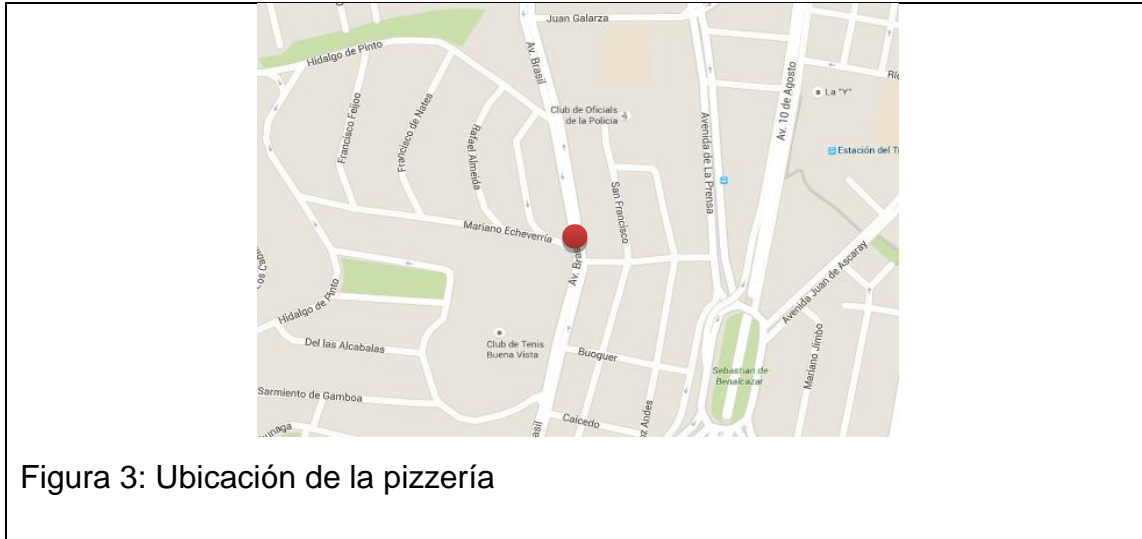 Juan Galarza
Hidalgo de Pinto
Av. Brasil
Av. 10 de Agosto
La "Y"
Francisco Feijoo
Francisco de Nates
Club de Oficials
de la Policia
Rafael Almeida
Avenida de La Prensa
Estación del
San Francisco
Mariano Echeverría
Av.
Avenida Juan de Ascaray
Hidalgo de Pinto
Del las Alcabalas
Club de Tenis
Buena Vista
Buoguer
Sebastian de
Benalcazar
Mariano Jimbo
Sarmiento de Gamboa
Caicedo
Andes
Figura 3: Ubicación de la pizzería